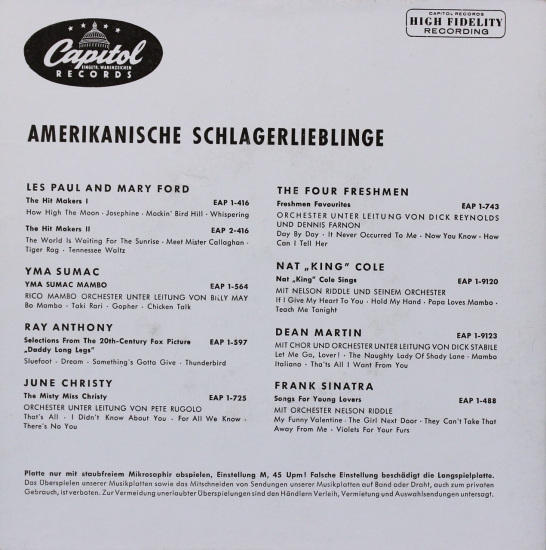 Capitol
EINGETR. WARENZEICHEN
RECORDS
CAPITOL RECORDS
HIGH FIDELITY
RECORDING
AMERIKANISCHE SCHLAGERLIEBLINGE
LES PAUL AND MARY FORD
The Hit Makers I EAP 1-416
How High The Moon · Josephine · Mockin' Bird Hill · Whispering
The Hit Makers II EAP 2-416
The World Is Waiting For The Sunrise · Meet Mister Callaghan ·
Tiger Rag · Tennessee Waltz
YMA SUMAC
YMA SUMAC MAMBO EAP 1-564
RICO MAMBO ORCHESTER UNTER LEITUNG VON BILLY MAY
Bo Mambo · Taki Rari · Gopher · Chicken Talk
RAY ANTHONY
Selections From The 20th-Century Fox Picture EAP 1-597
„Daddy Long Legs"
Sluefoot · Dream · Something's Gotta Give · Thunderbird
JUNE CHRISTY
The Misty Miss Christy EAP 1-725
ORCHESTER UNTER LEITUNG VON PETE RUGOLO
That's All · I Didn't Know About You · For All We Know ·
There's No You
THE FOUR FRESHMEN
Freshmen Favourites EAP 1-743
ORCHESTER UNTER LEITUNG VON DICK REYNOLDS
UND DENNIS FARNON
Day By Day · It Never Occurred To Me · Now You Know · How
Can I Tell Her
NAT „KING" COLE
Nat „King" Cole Sings EAP 1-9120
MIT NELSON RIDDLE UND SEINEM ORCHESTER
If I Give My Heart To You · Hold My Hand · Papa Loves Mambo ·
Teach Me Tonight
DEAN MARTIN EAP 1-9123
MIT CHOR UND ORCHESTER UNTER LEITUNG VON DICK STABILE
Let Me Go, Lover! · The Naughty Lady Of Shady Lane · Mambo
Italiano · Tha'ts All I Want From You
FRANK SINATRA
Songs For Young Lovers EAP 1-488
MIT ORCHESTER NELSON RIDDLE
My Funny Valentine · The Girl Next Door · They Can't Take That
Away From Me · Violets For Your Furs
Platte nur mit staubfreiem Mikrosaphir abspielen, Einstellung M, 45 Upm! Falsche Einstellung beschädigt die Langspielplatte.
Das Überspielen unserer Musikplatten sowie das Mitschneiden von Sendungen unserer Musikplatten auf Band oder Draht, auch zum privaten
Gebrauch, ist verboten. Zur Vermeidung unerlaubter Überspielungen sind den Händlern Verleih, Vermietung und Auswahlsendungen untersagt.